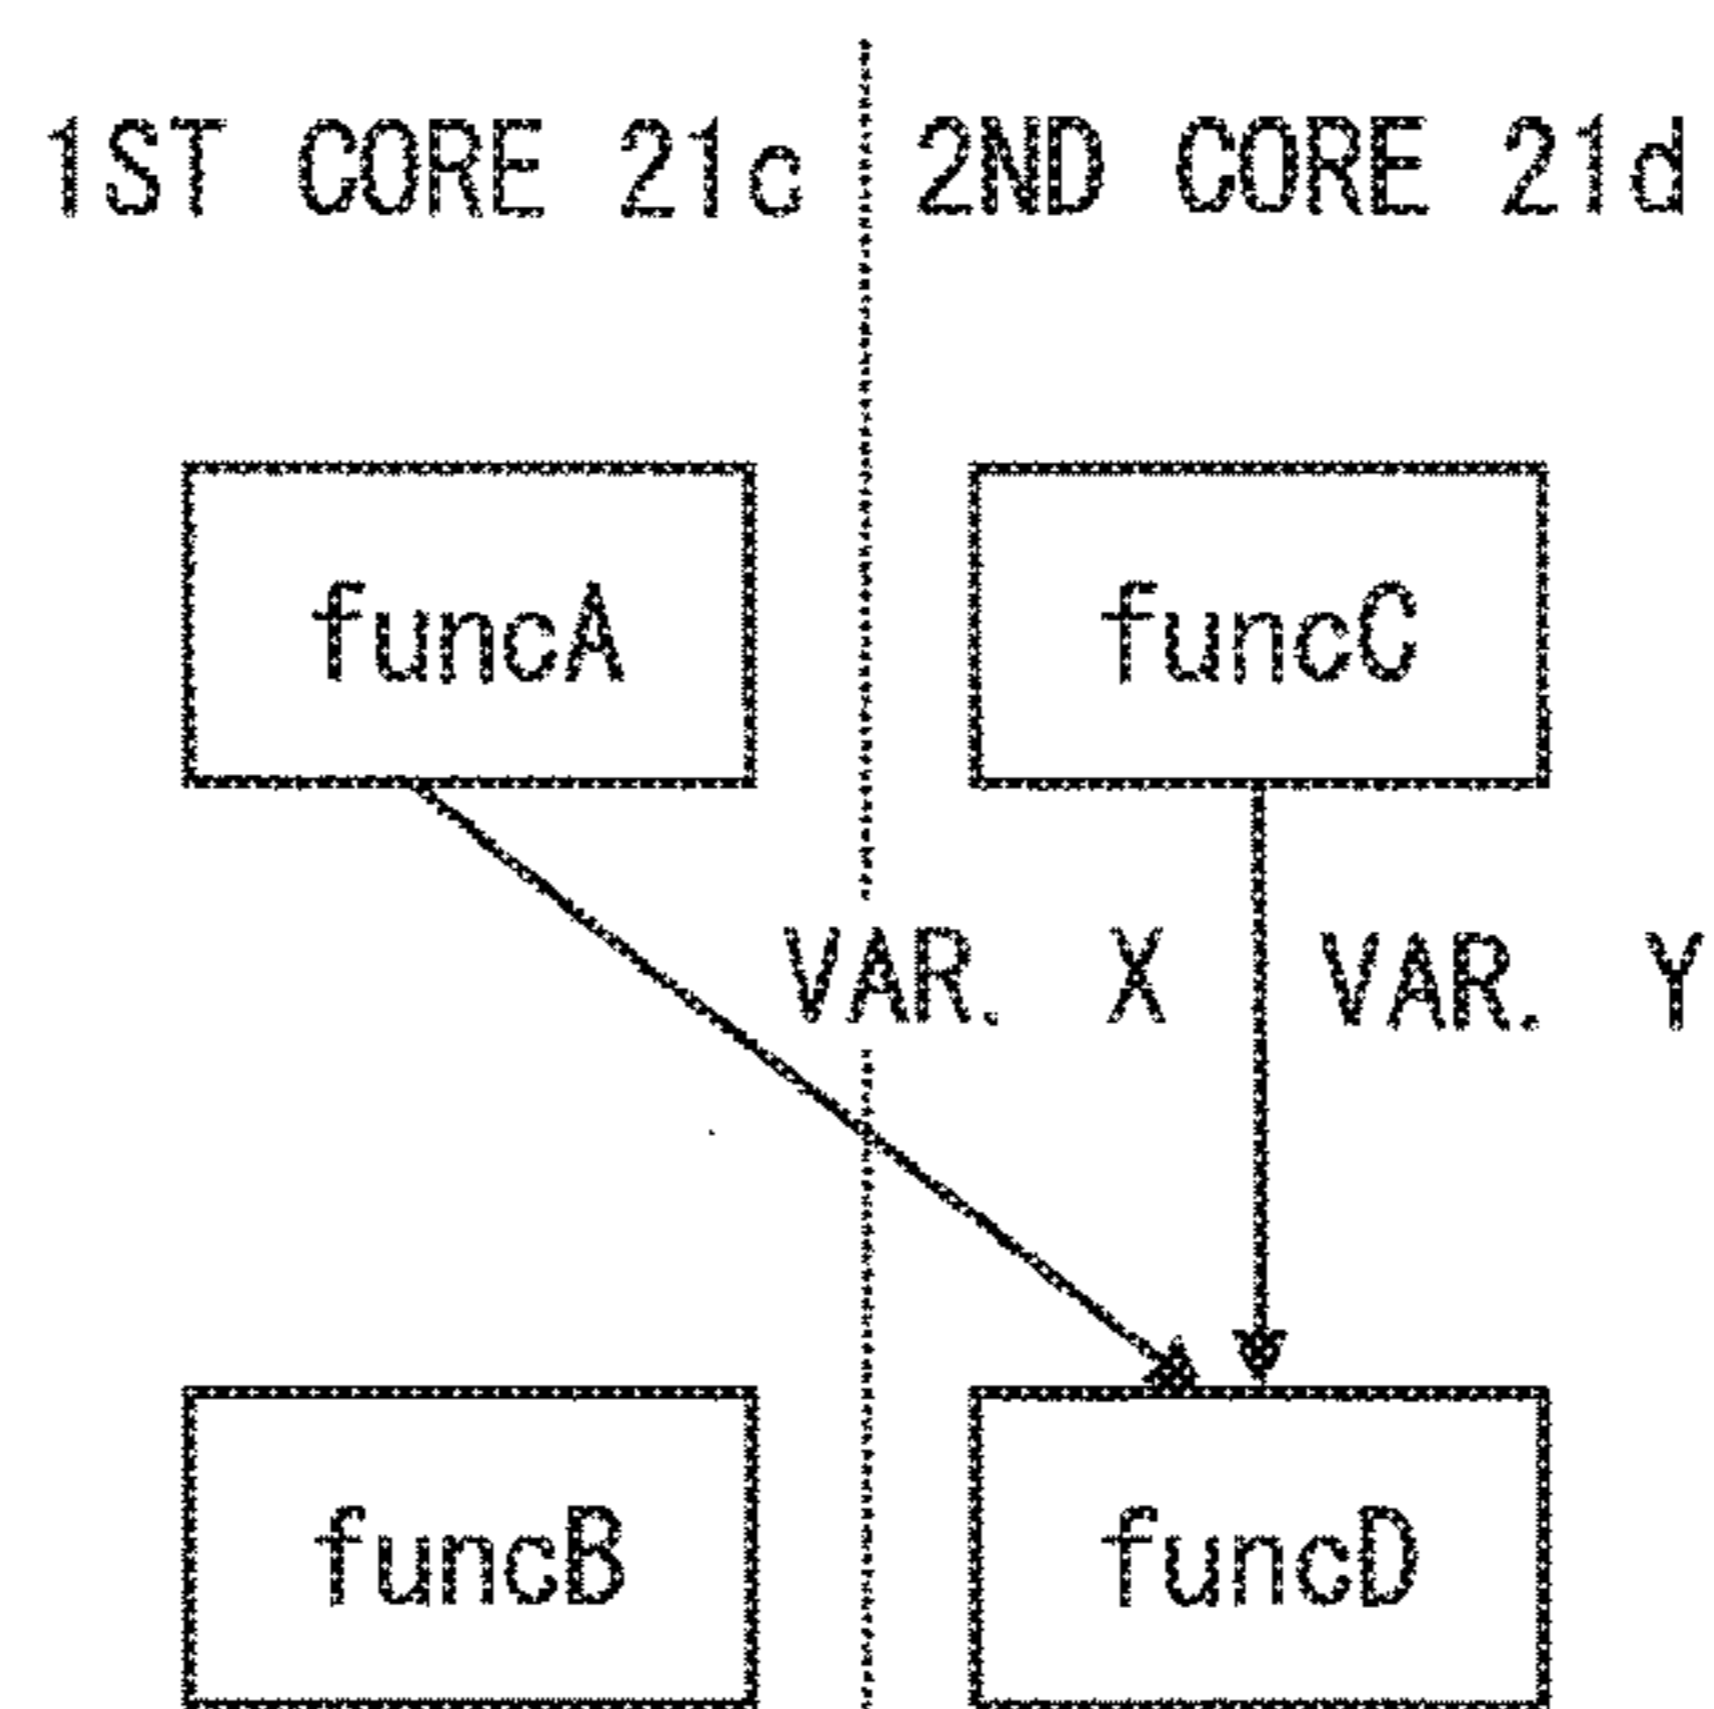 1ST CORE 21c 2ND CORE 21d
funcA funcC
VAR. X VAR. Y
funcB funcD